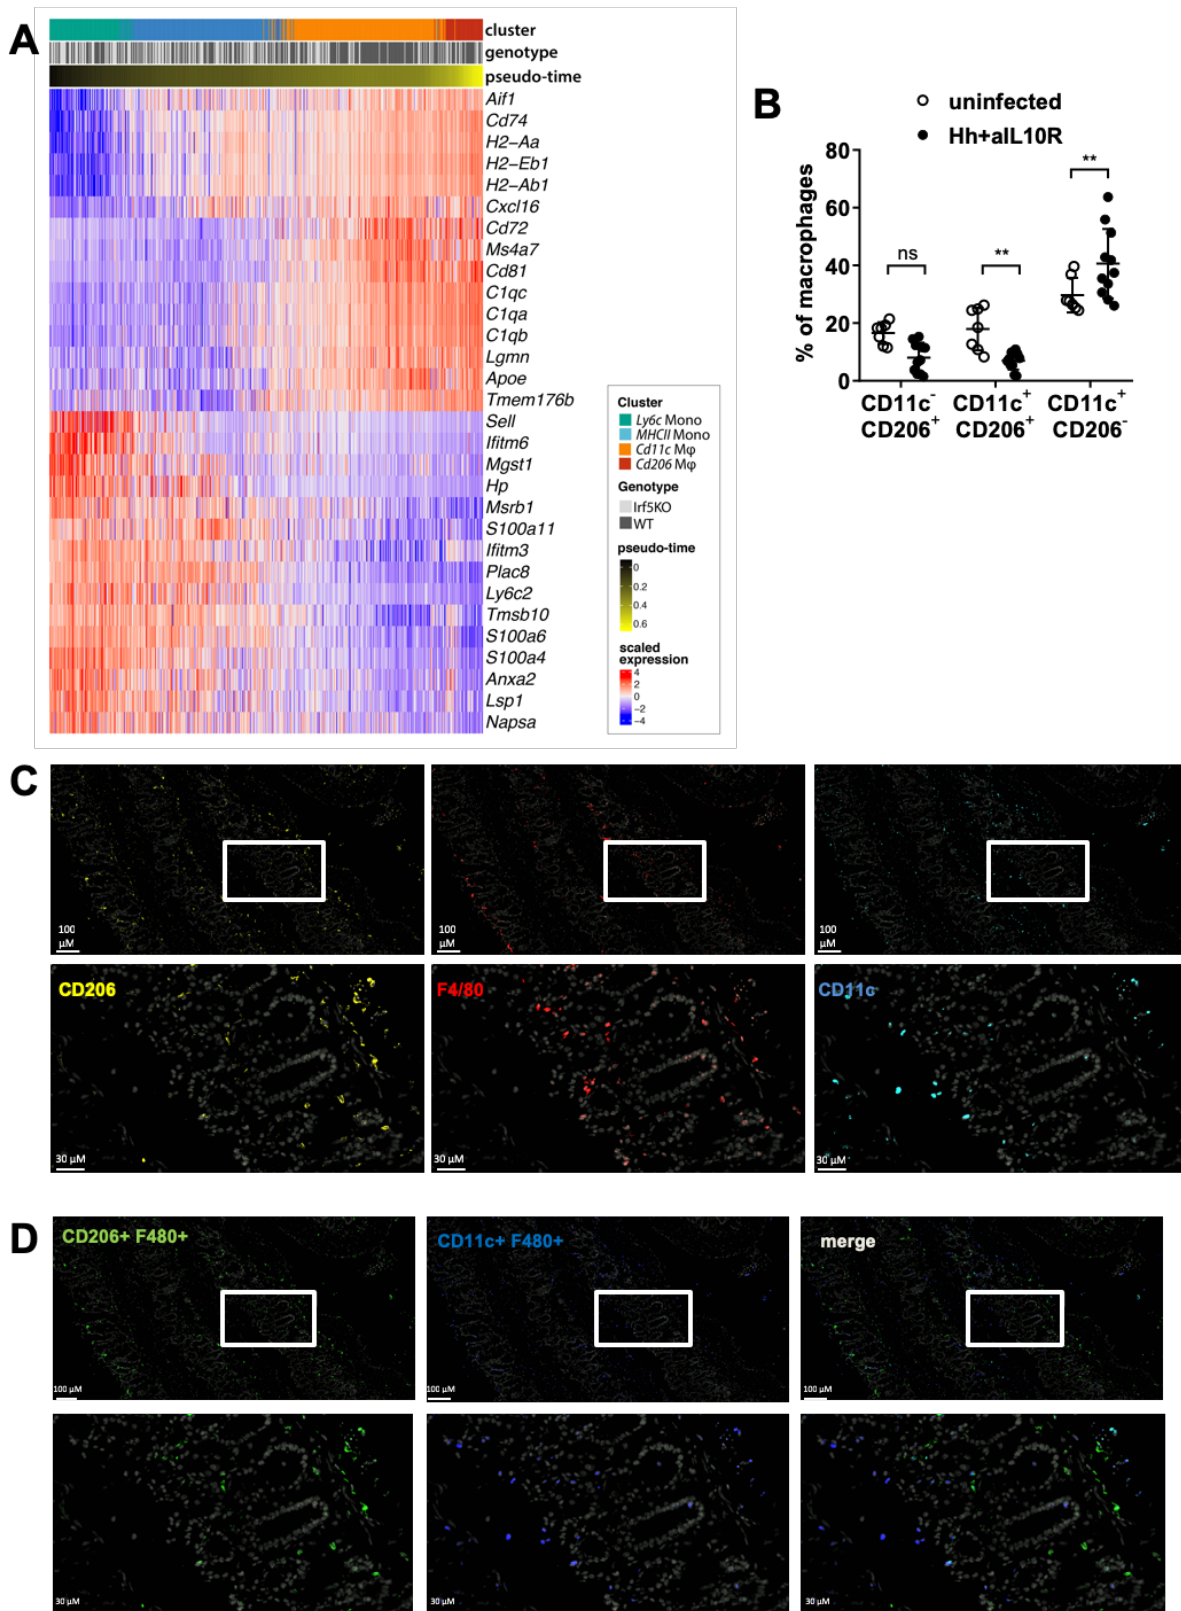 A
cluster
genotype
pseudo-time
Aif1
Cd74
H2-Aa
H2-Eb1
H2-Ab1
Cxcl16
Cd72
Ms4a7
Cd81
C1qc
C1qa
C1qb
Lgmn
Apoe
Tmem176b
Sell
Ifitm6
Mgst1
Hp
Msrb1
S100a11
Ifitm3
Plac8
Ly6c2
Tmsb10
S100a6
S100a4
Anxa2
Lsp1
Napsa
Cluster
Ly6c Mono
MHCII Mono
Cd11c Mφ
Cd206 Mφ
Genotype
Irf5KO
WT
pseudo-time
0
0.2
0.4
0.6
scaled
expression
4
2
0
−2
−4
B
uninfected
Hh+aIL10R
% of macrophages
80
60
40
20
0
ns
**
**
CD11c⁻
CD206⁺
CD11c⁺
CD206⁺
CD11c⁺
CD206⁻
C
100
µM
100
µM
100
µM
CD206
F4/80
CD11c
30 µM
30 µM
30 µM
D
CD206+ F480+
CD11c+ F480+
merge
100 µM
100 µM
100 µM
30 µM
30 µM
30 µM